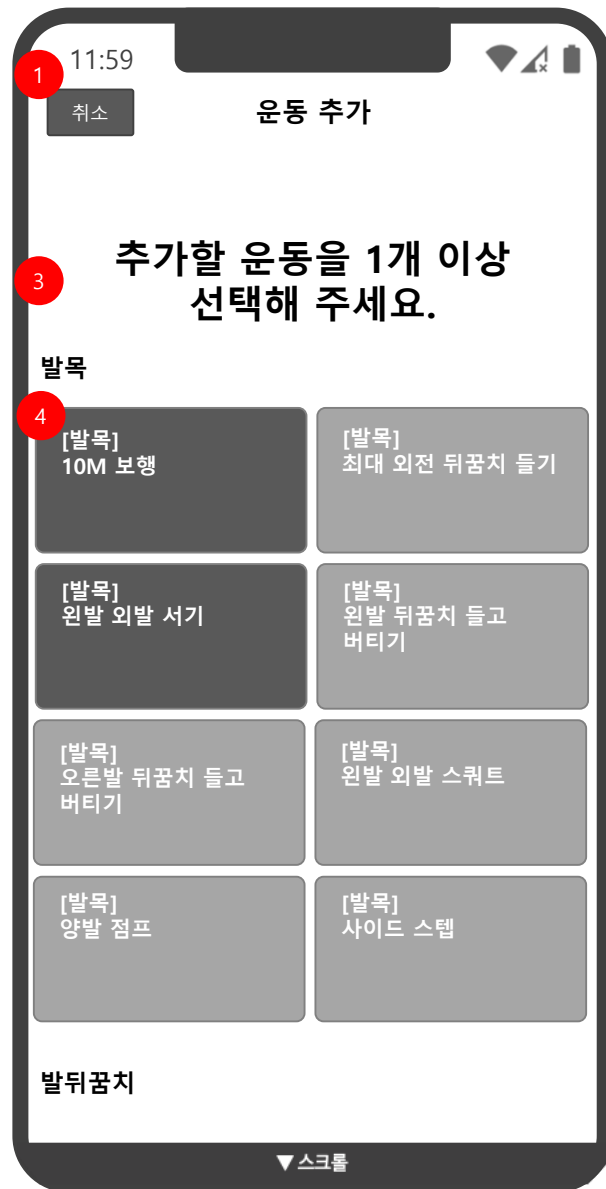 11:59
1
취소
운동 추가
추가할 운동을 1개 이상
3
선택해 주세요.
발목
4
[발목]
10M 보행
[발목]
최대 외전 뒤꿈치 들기
[발목]
왼발 외발 서기
[발목]
왼발 뒤꿈치 들고
버티기
[발목]
오른발 뒤꿈치 들고
버티기
[발목]
왼발 외발 스쿼트
[발목]
양발 점프
[발목]
사이드 스텝
발뒤꿈치
▼스크롤